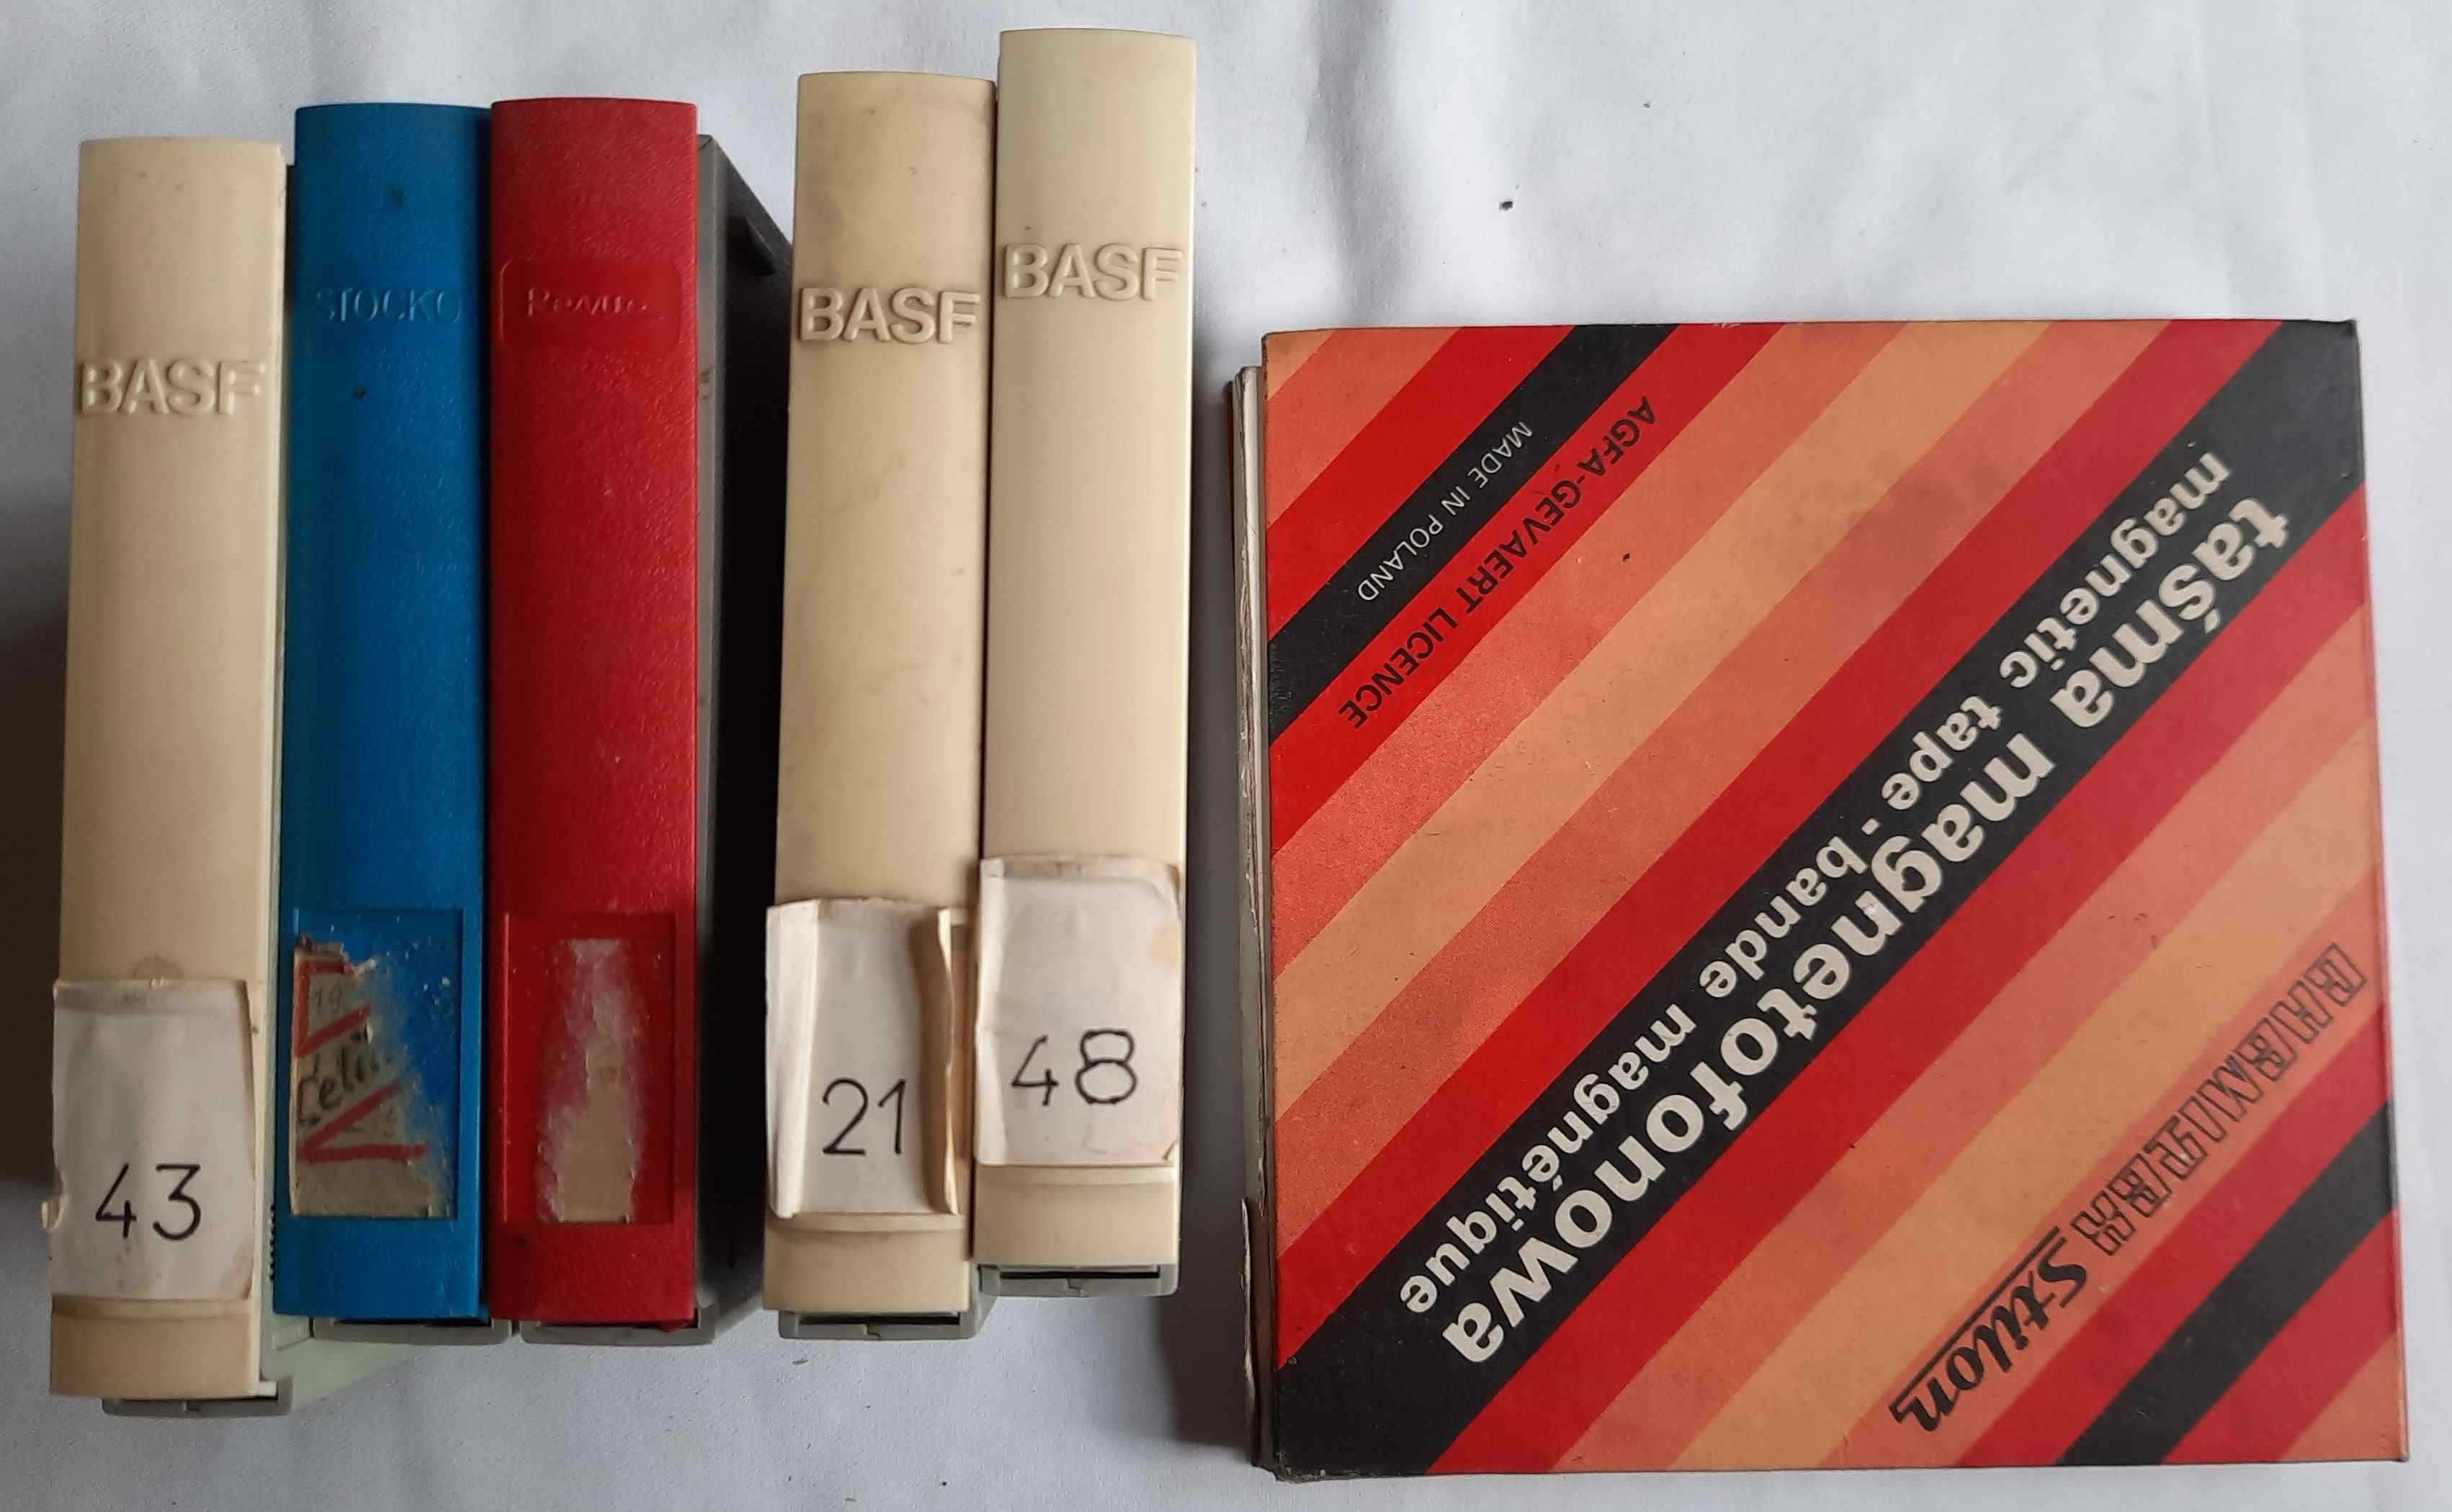 BASF
43
STOCKO
Revue
BASF
21
BASF
48
taśma magnetofonowa
magnetic tape · bande magnétique
AGFA-GEVAERT LICENCE
MADE IN POLAND
Stilon